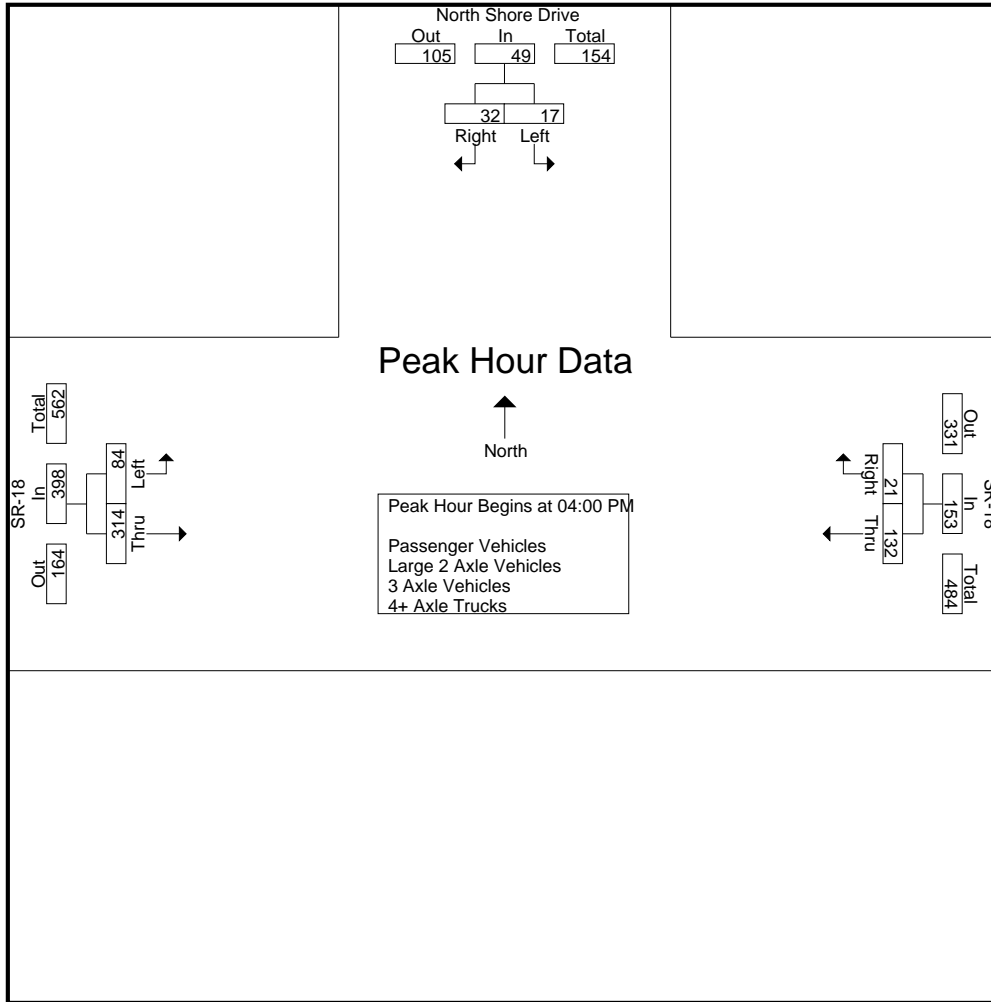 North Shore Drive
Out In Total
105 49 154
32 17
Right Left
Peak Hour Data
North
Peak Hour Begins at 04:00 PM
Passenger Vehicles
Large 2 Axle Vehicles
3 Axle Vehicles
4+ Axle Trucks
SR-18
Out In Total
164 398 562
314 84
Thru Left
SR-18
Out In Total
331 153 484
21 132
Right Thru